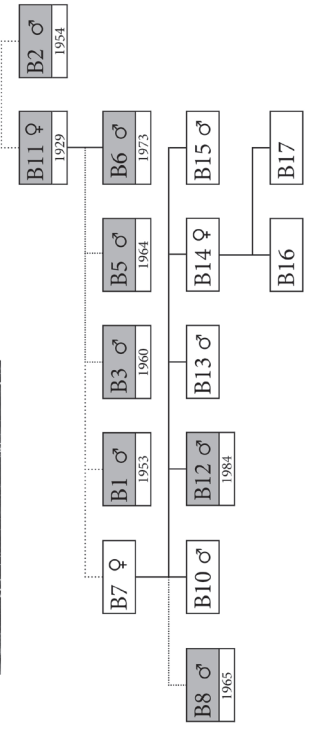 B2 ♂
1954
B11 ♀
1929
B7 ♀
B1 ♂
1953
B3 ♂
1960
B5 ♂
1964
B6 ♂
1973
B8 ♂
1965
B10 ♂
B12 ♂
1984
B13 ♂
B14 ♀
B15 ♂
B16
B17